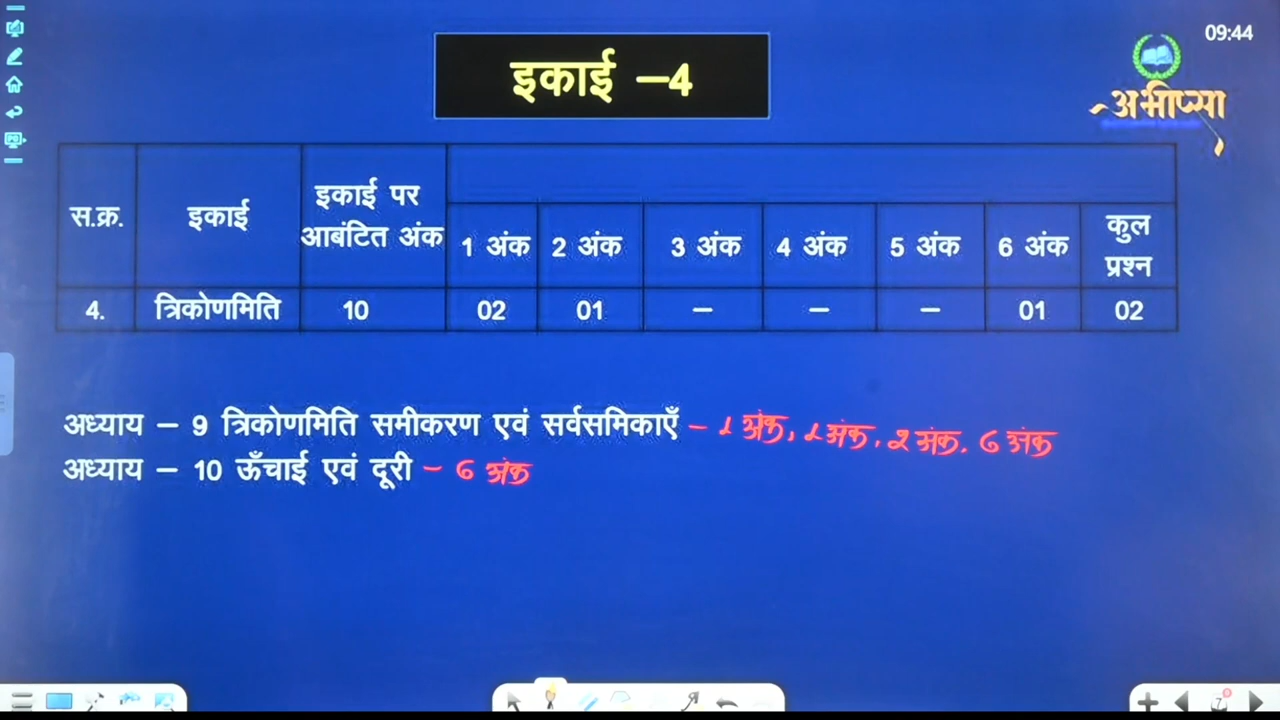 09:44
इकाई –4
अभीप्सा
स.क्र. इकाई इकाई पर आबंटित अंक 1 अंक 2 अंक 3 अंक 4 अंक 5 अंक 6 अंक कुल प्रश्न
4. त्रिकोणमिति 10 02 01 – – – 01 02
अध्याय – 9 त्रिकोणमिति समीकरण एवं सर्वसमिकाएँ – 1 अंक, 1 अंक, 2 अंक, 6 अंक
अध्याय – 10 ऊँचाई एवं दूरी – 6 अंक
7